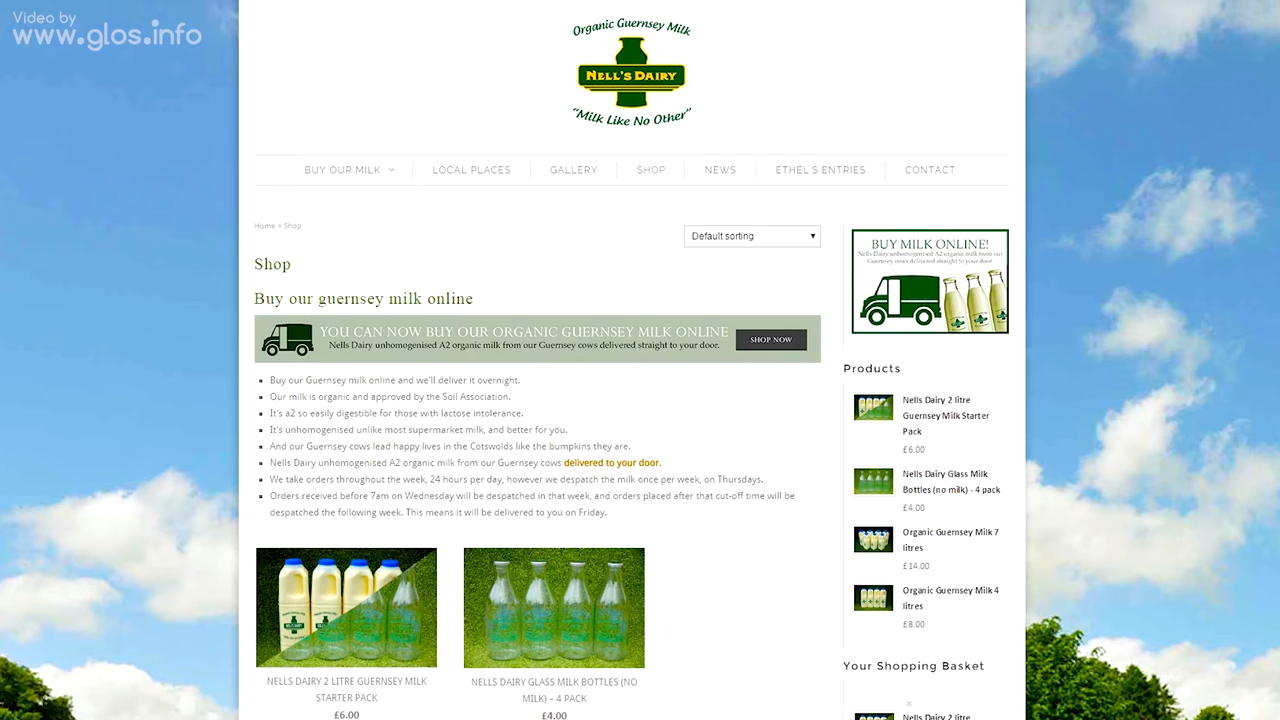 Video by
www.glos.info
Organic Guernsey Milk
NELL'S DAIRY
"Milk Like No Other"
BUY OUR MILK
LOCAL PLACES
GALLERY
SHOP
NEWS
ETHEL'S ENTRIES
CONTACT
Home » Shop
Default sorting
Shop
Buy our guernsey milk online
YOU CAN NOW BUY OUR ORGANIC GUERNSEY MILK ONLINE
Nells Dairy unhomogenised A2 organic milk from our Guernsey cows delivered straight to your door.
SHOP NOW
Buy our Guernsey milk online and we'll deliver it overnight.
Our milk is organic and approved by the Soil Association.
It's a2 so easily digestible for those with lactose intolerance.
It's unhomogenised unlike most supermarket milk, and better for you.
And our Guernsey cows lead happy lives in the Cotswolds like the bumpkins they are.
Nells Dairy unhomogenised A2 organic milk from our Guernsey cows delivered to your door.
We take orders throughout the week, 24 hours per day, however we despatch the milk once per week, on Thursdays.
Orders received before 7am on Wednesday will be despatched in that week, and orders placed after that cut-off time will be
despatched the following week. This means it will be delivered to you on Friday.
NELLS DAIRY 2 LITRE GUERNSEY MILK
STARTER PACK
£6.00
NELLS DAIRY GLASS MILK BOTTLES (NO
MILK) – 4 PACK
£4.00
BUY MILK ONLINE!
Nells Dairy unhomogenised A2 organic milk from our
Guernsey cows delivered straight to your door.
Products
Nells Dairy 2 litre
Guernsey Milk Starter
Pack
£6.00
Nells Dairy Glass Milk
Bottles (no milk) - 4 pack
£4.00
Organic Guernsey Milk 7
litres
£14.00
Organic Guernsey Milk 4
litres
£8.00
Your Shopping Basket
Nells Dairy 2 litre